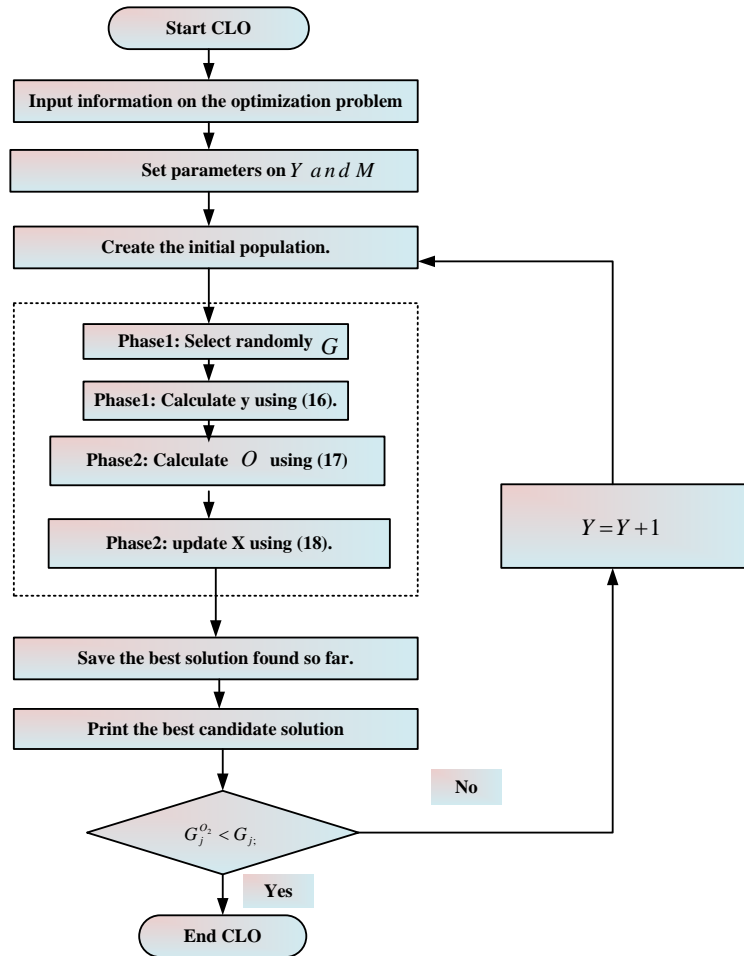 Start CLO
Input information on the optimization problem
Set parameters on Y and M
Create the initial population.
Phase1: Select randomly G
Phase1: Calculate y using (16).
Phase2: Calculate O using (17)
Phase2: update X using (18).
Y = Y + 1
Save the best solution found so far.
Print the best candidate solution
No
G_j^{O_2} < G_{j;}
Yes
End CLO